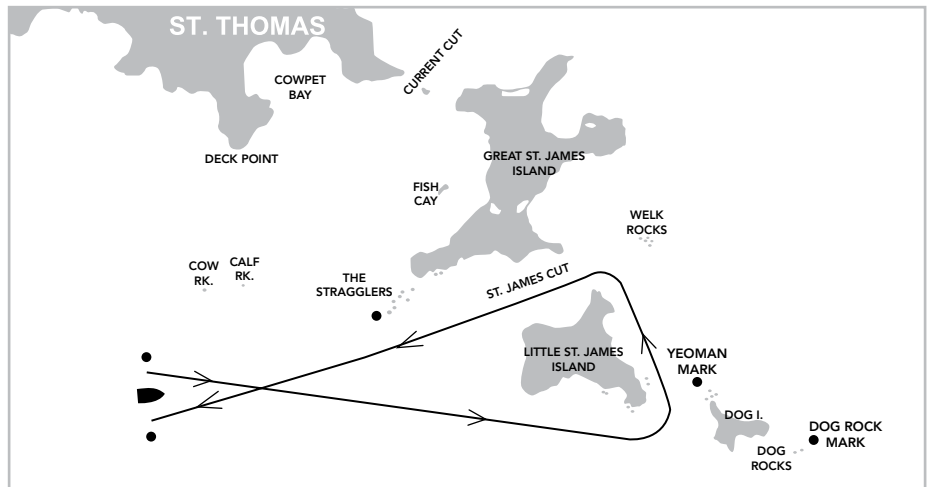 ST. THOMAS
CURRENT CUT
COWPET
BAY
DECK POINT
GREAT ST. JAMES
ISLAND
FISH
CAY
WELK
ROCKS
COW
RK.
CALF
RK.
THE
STRAGGLERS
ST. JAMES CUT
LITTLE ST. JAMES
ISLAND
YEOMAN
MARK
DOG I.
DOG ROCK
MARK
DOG
ROCKS